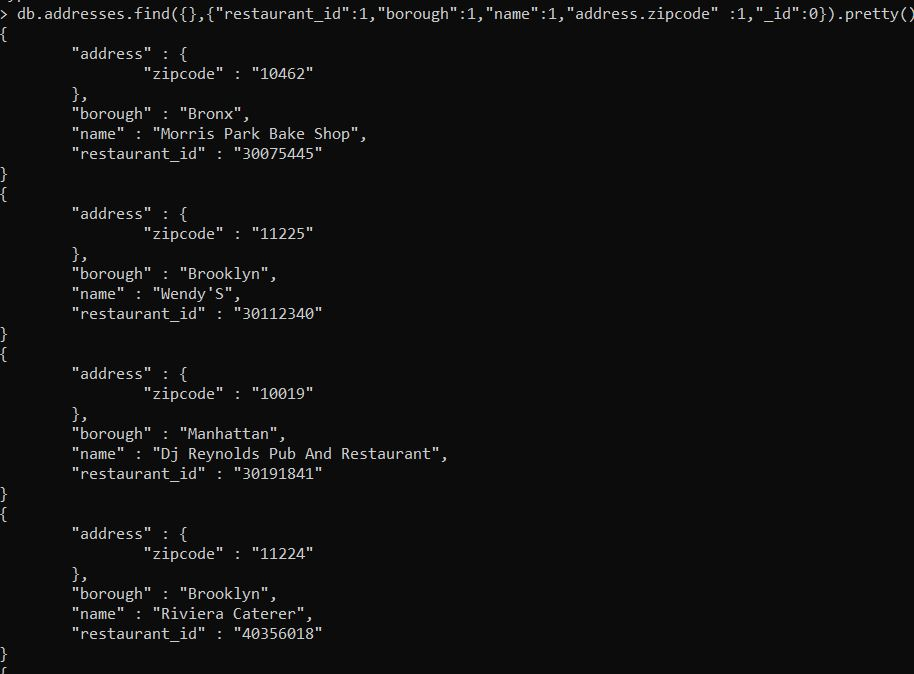 > db.addresses.find({},{"restaurant_id":1,"borough":1,"name":1,"address.zipcode" :1,"_id":0}).pretty()
{
        "address" : {
                "zipcode" : "10462"
        },
        "borough" : "Bronx",
        "name" : "Morris Park Bake Shop",
        "restaurant_id" : "30075445"
}
{
        "address" : {
                "zipcode" : "11225"
        },
        "borough" : "Brooklyn",
        "name" : "Wendy'S",
        "restaurant_id" : "30112340"
}
{
        "address" : {
                "zipcode" : "10019"
        },
        "borough" : "Manhattan",
        "name" : "Dj Reynolds Pub And Restaurant",
        "restaurant_id" : "30191841"
}
{
        "address" : {
                "zipcode" : "11224"
        },
        "borough" : "Brooklyn",
        "name" : "Riviera Caterer",
        "restaurant_id" : "40356018"
}
{